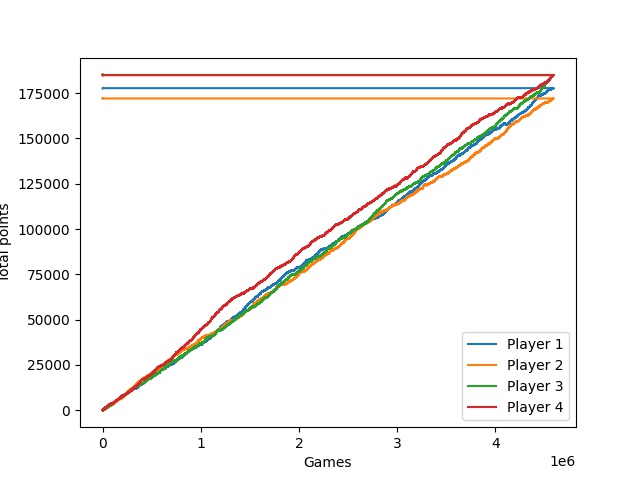 175000
150000
125000
100000
75000
50000
25000
0
Total points
0 1 2 3 4
1e6
Games
Player 1
Player 2
Player 3
Player 4